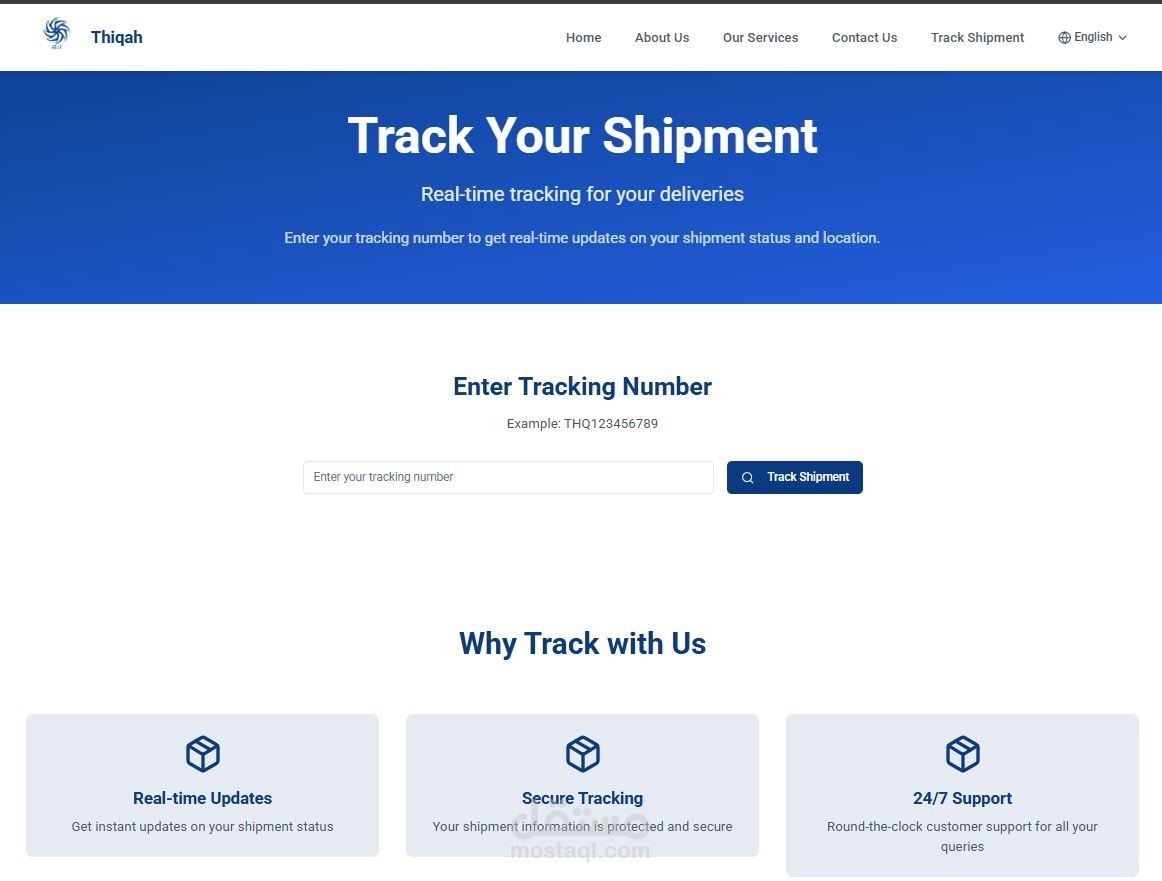 Thiqah
Home About Us Our Services Contact Us Track Shipment English
Track Your Shipment
Real-time tracking for your deliveries
Enter your tracking number to get real-time updates on your shipment status and location.
Enter Tracking Number
Example: THQ123456789
Enter your tracking number Track Shipment
Why Track with Us
Real-time Updates
Get instant updates on your shipment status
Secure Tracking
Your shipment information is protected and secure
24/7 Support
Round-the-clock customer support for all your
queries
مستقل
mostaql.com